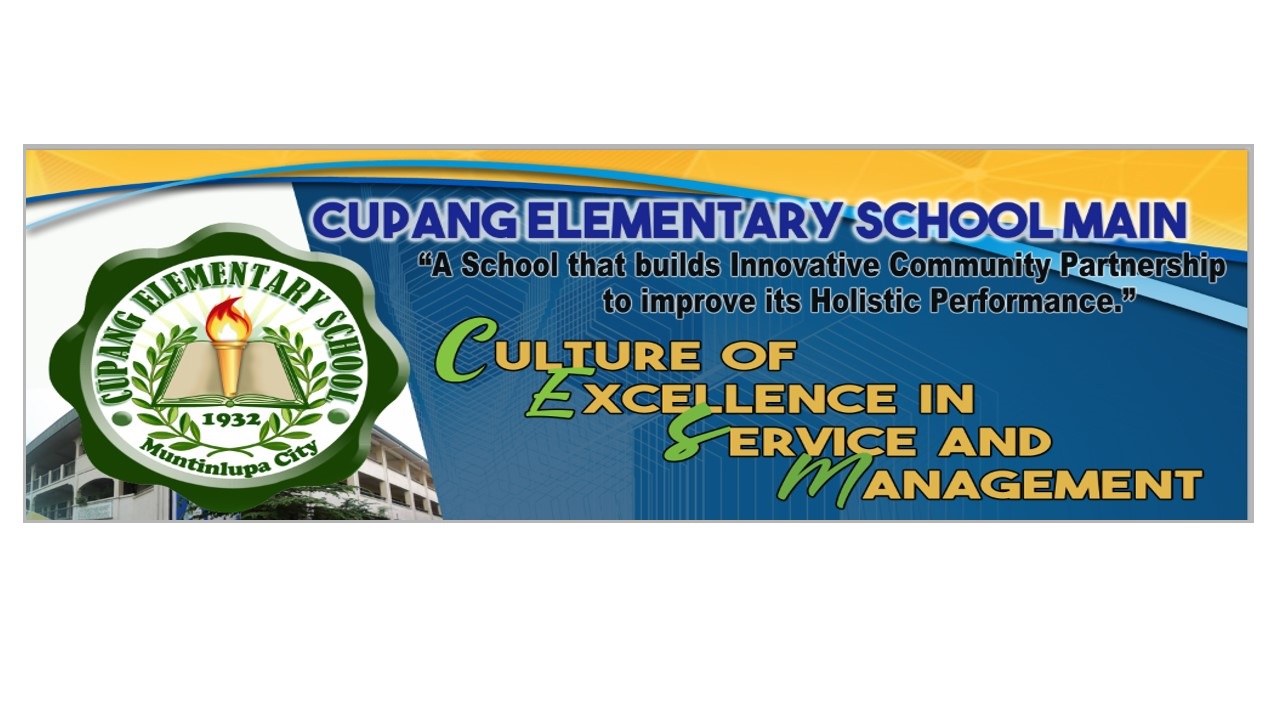 CUPANG ELEMENTARY SCHOOL MAIN
“A School that builds Innovative Community Partnership
to improve its Holistic Performance.”
CULTURE OF
EXCELLENCE IN
SERVICE AND
MANAGEMENT
CUPANG ELEMENTARY SCHOOL
1932
Muntinlupa City